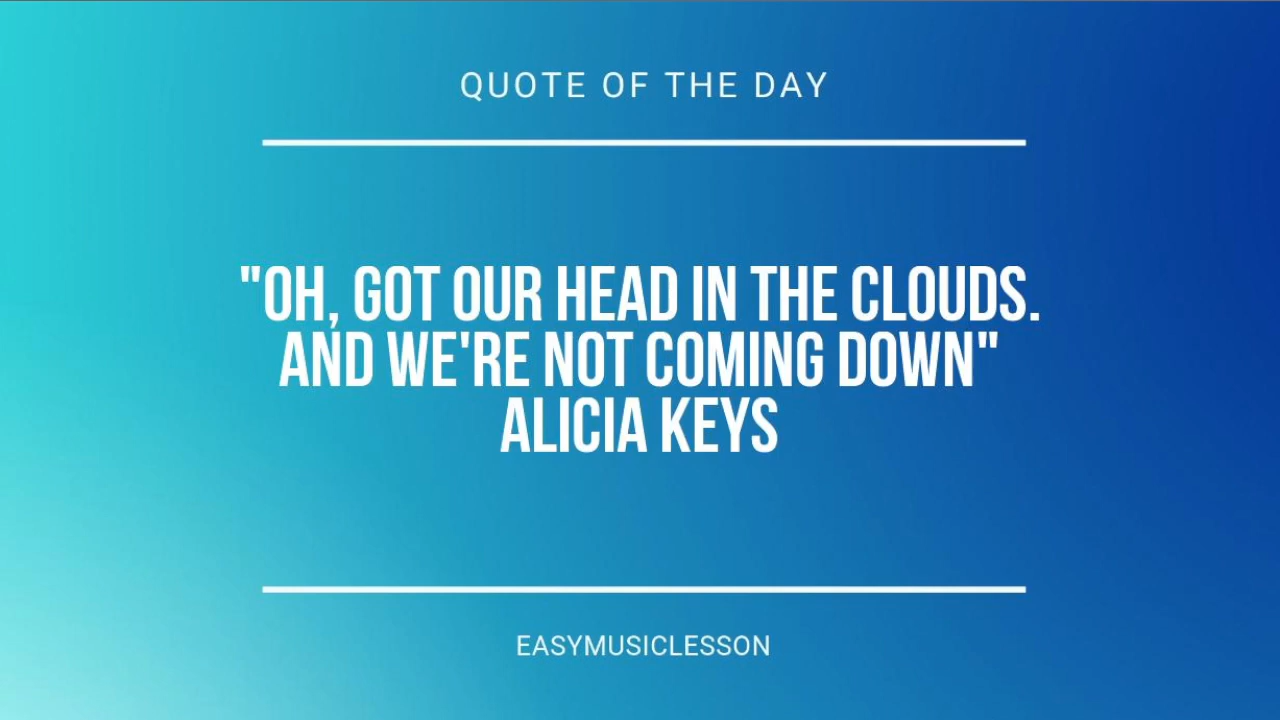 QUOTE OF THE DAY
"OH, GOT OUR HEAD IN THE CLOUDS.
AND WE'RE NOT COMING DOWN"
ALICIA KEYS
EASYMUSICLESSON